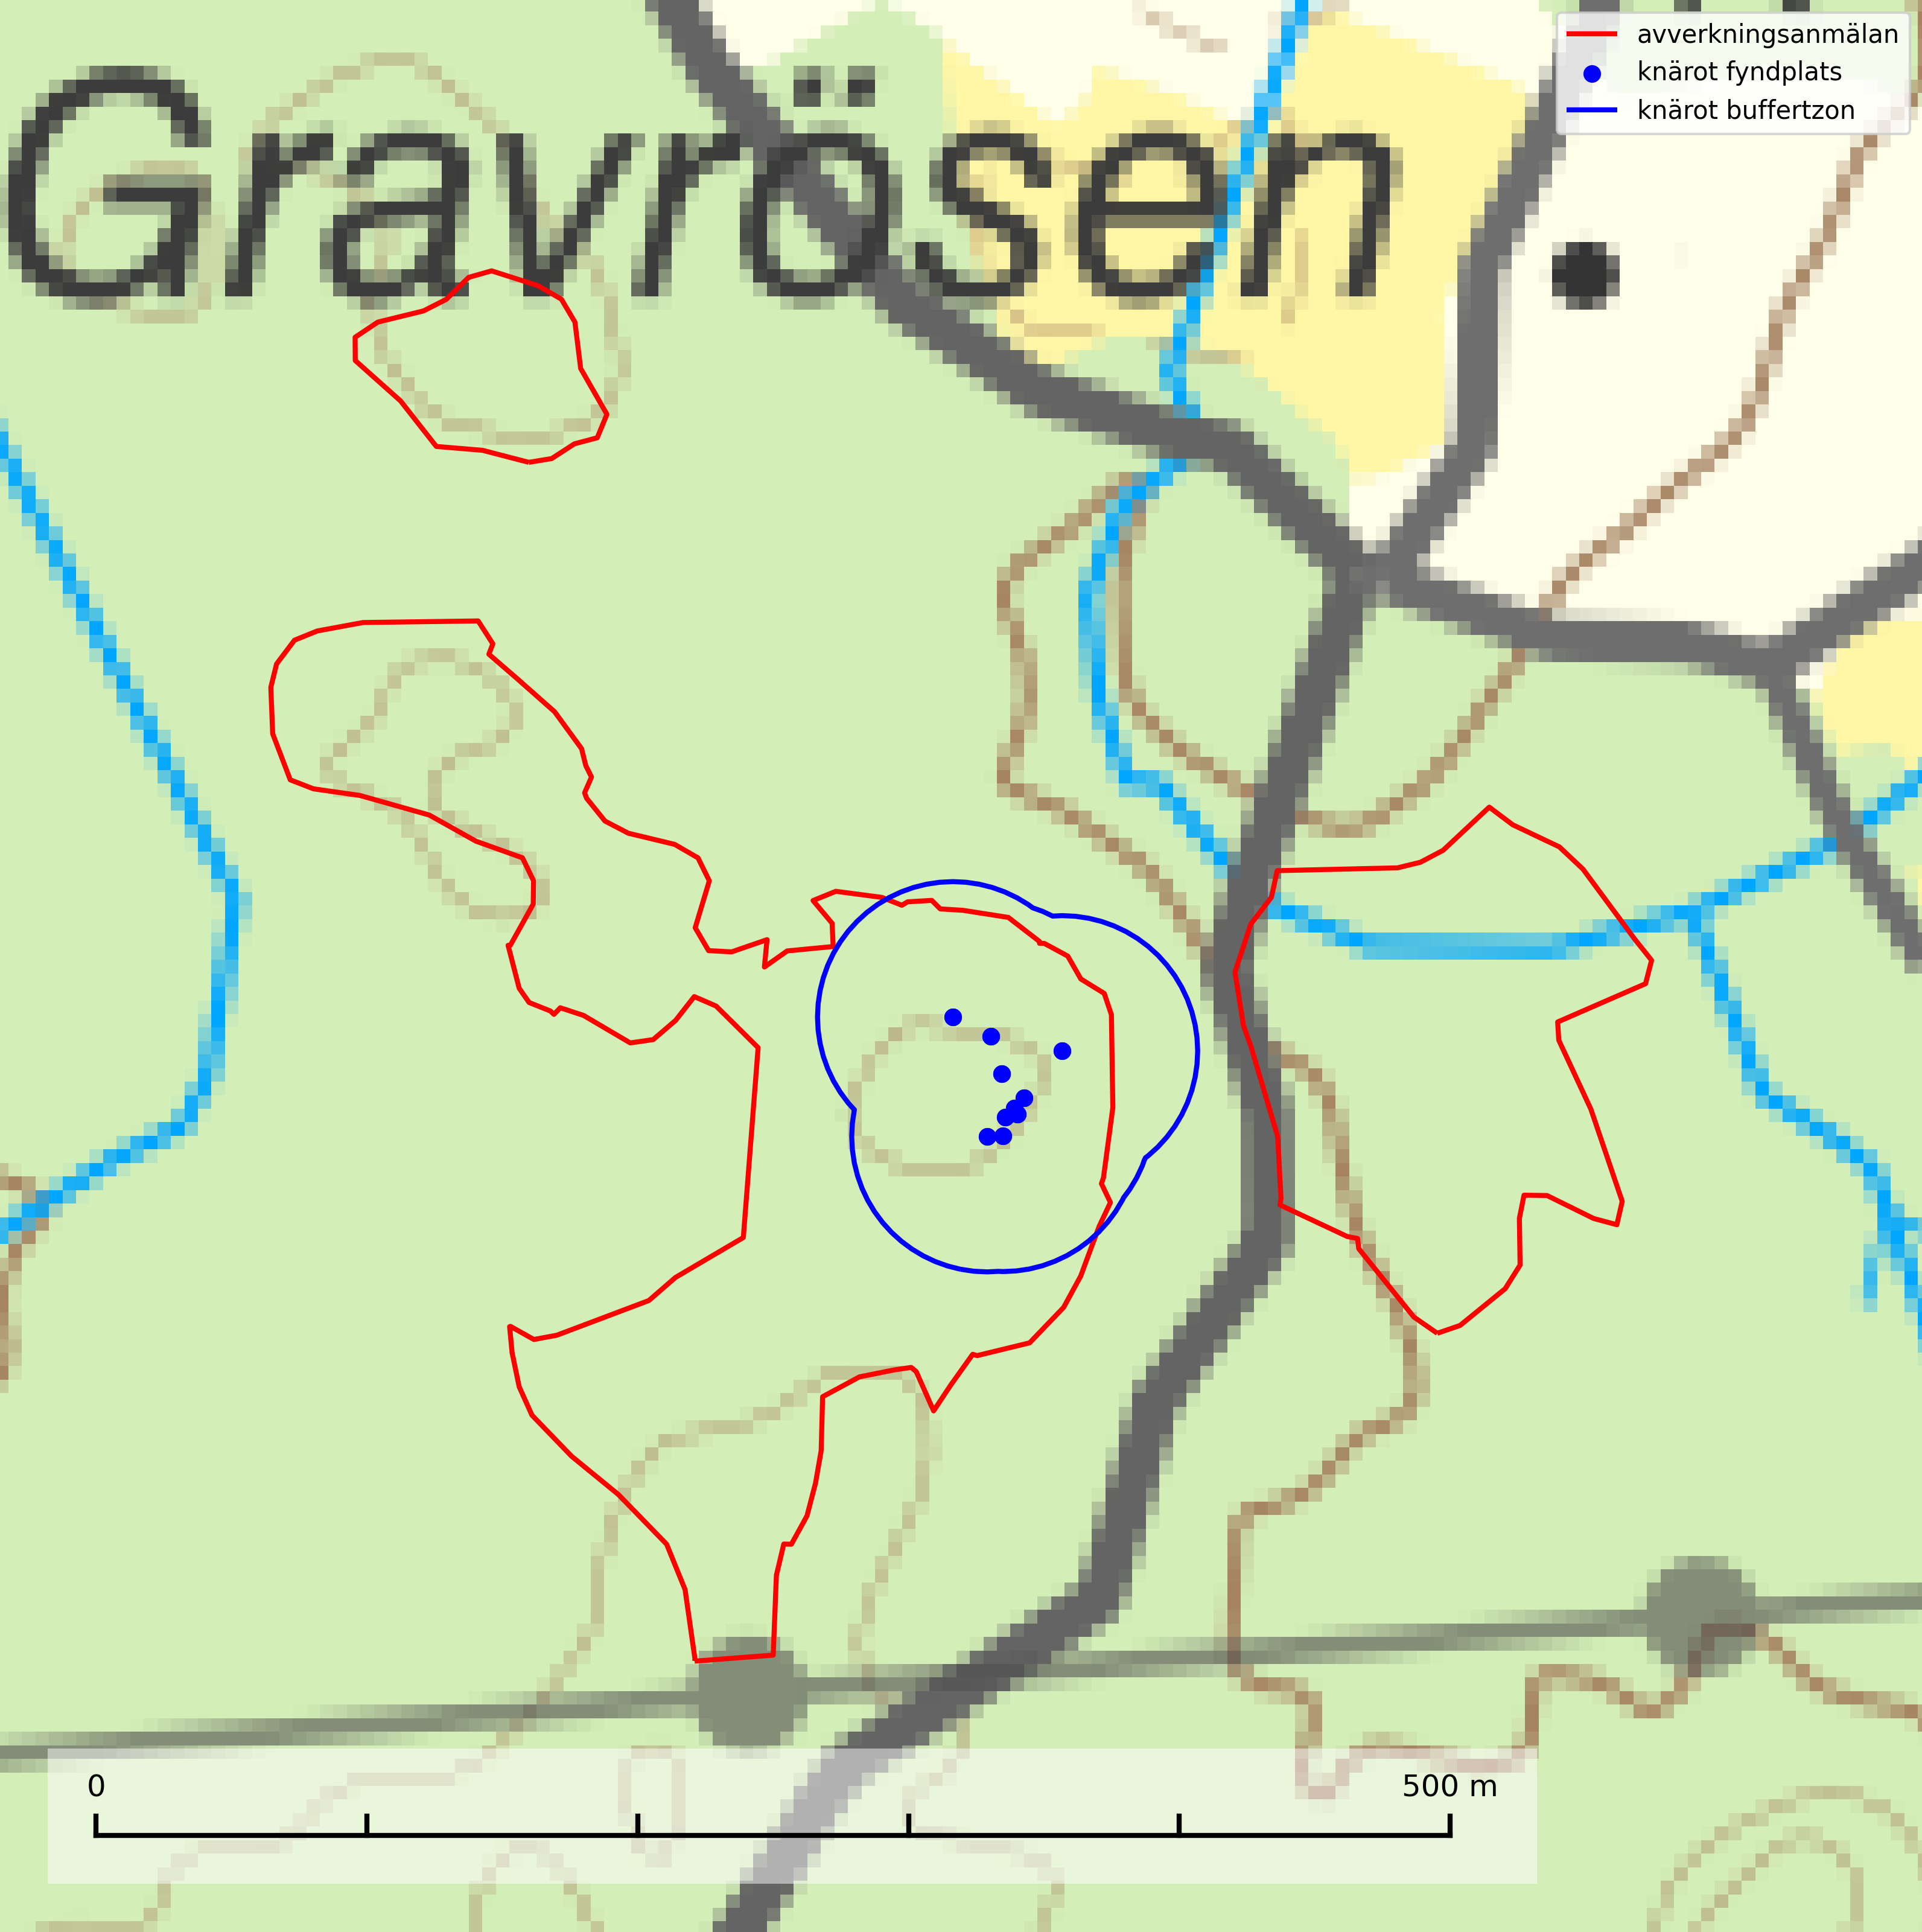 avverkningsanmälan
knärot fyndplats
knärot buffertzon
Gravrösen
0 500 m